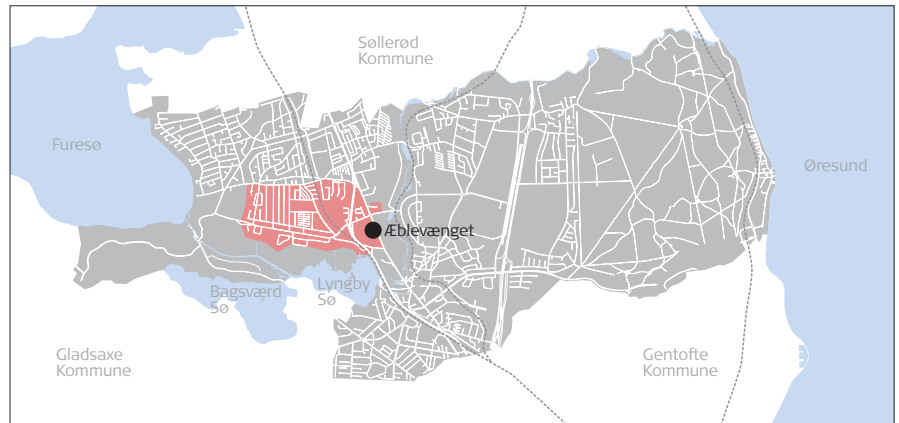 Søllerød
Kommune
Furesø
Øresund
Æblevænget
Bagsværd
Sø
Lyngby
Sø
Gladsaxe
Kommune
Gentofte
Kommune